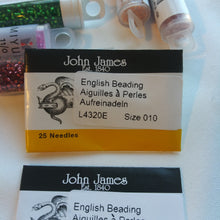 John James
Est. 1840
English Beading
Aiguilles à Perles
Aufreinadeln
L4320E Size 010
25 Needles
John James
Est. 1840
English Beading
Aiguilles à Perles